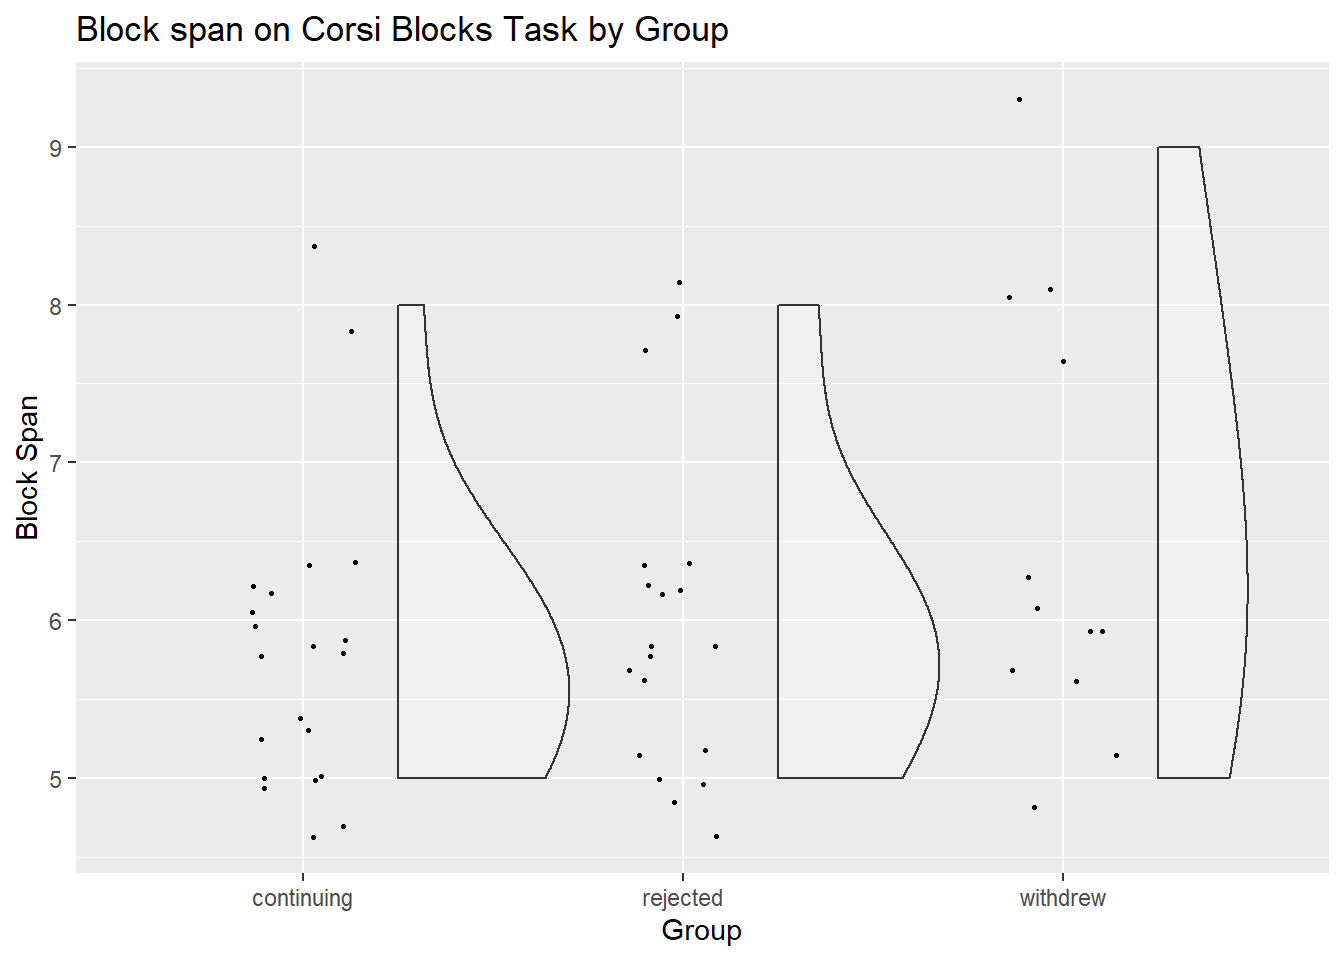 Block span on Corsi Blocks Task by Group
9
8
7
6
5
Block Span
continuing rejected withdrew
Group